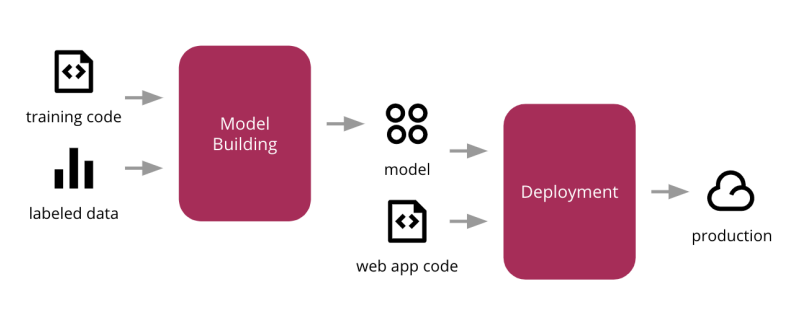 training code
labeled data
Model
Building
model
web app code
Deployment
production